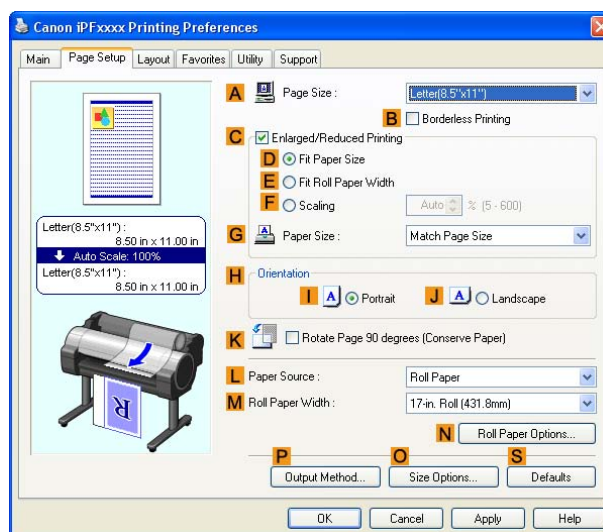 Canon iPFxxxx Printing Preferences
Main Page Setup Layout Favorites Utility Support
A Page Size : Letter(8.5"x11")
B Borderless Printing
C Enlarged/Reduced Printing
D Fit Paper Size
E Fit Roll Paper Width
F Scaling Auto % (5 - 600)
Letter(8.5"x11") :
8.50 in x 11.00 in
Auto Scale: 100%
Letter(8.5"x11") :
8.50 in x 11.00 in
G A Paper Size : Match Page Size
H Orientation
I A Portrait J A Landscape
K Rotate Page 90 degrees (Conserve Paper)
R
L Paper Source : Roll Paper
M Roll Paper Width : 17-in. Roll (431.8mm)
N Roll Paper Options...
P O S
Output Method... Size Options... Defaults
OK Cancel Apply Help